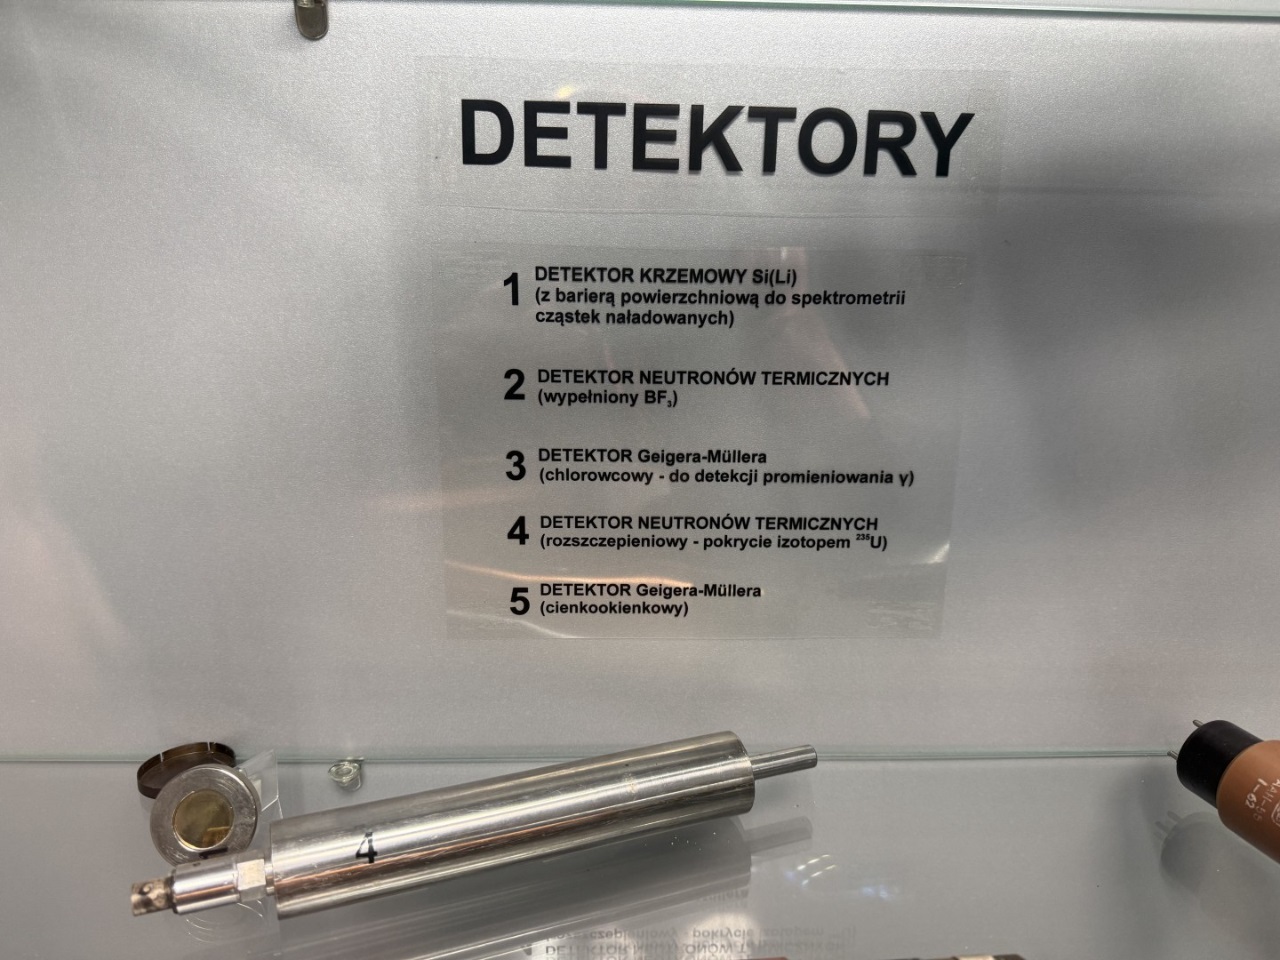 DETEKTORY
1 DETEKTOR KRZEMOWY Si(Li)
(z barierą powierzchniową do spektrometrii
cząstek naładowanych)
2 DETEKTOR NEUTRONÓW TERMICZNYCH
(wypełniony BF₃)
3 DETEKTOR Geigera-Müllera
(chlorowcowy - do detekcji promieniowania γ)
4 DETEKTOR NEUTRONÓW TERMICZNYCH
(rozszczepieniowy - pokrycie izotopem ²³⁵U)
5 DETEKTOR Geigera-Müllera
(cienkookienkowy)
4
1